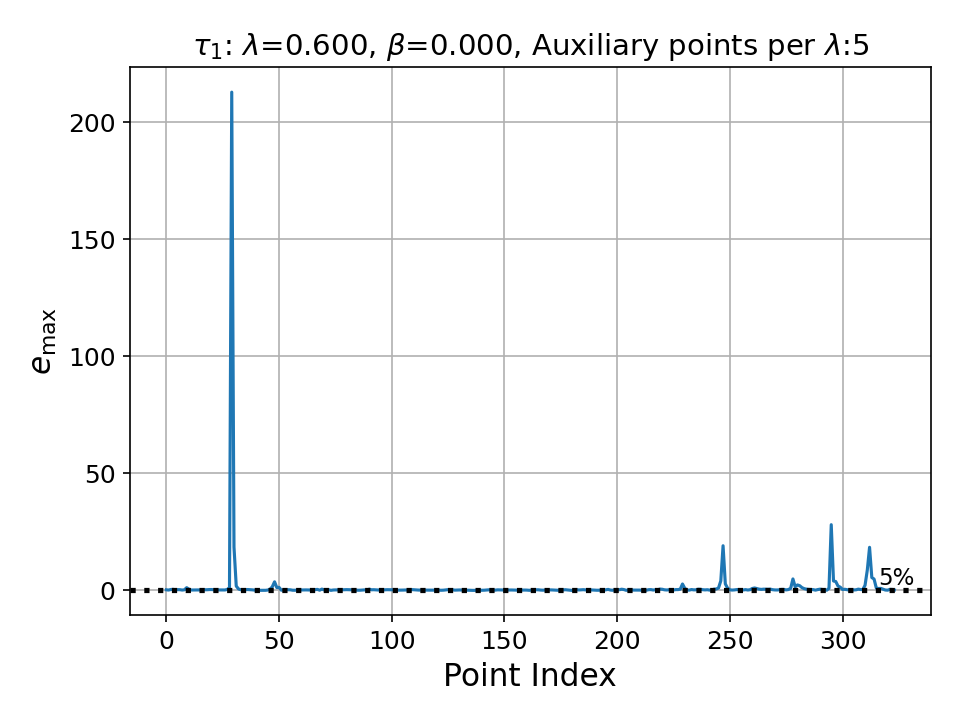 τ₁: λ=0.600, β=0.000, Auxiliary points per λ:5
200
150
100
50
0
e_max
5%
0 50 100 150 200 250 300
Point Index